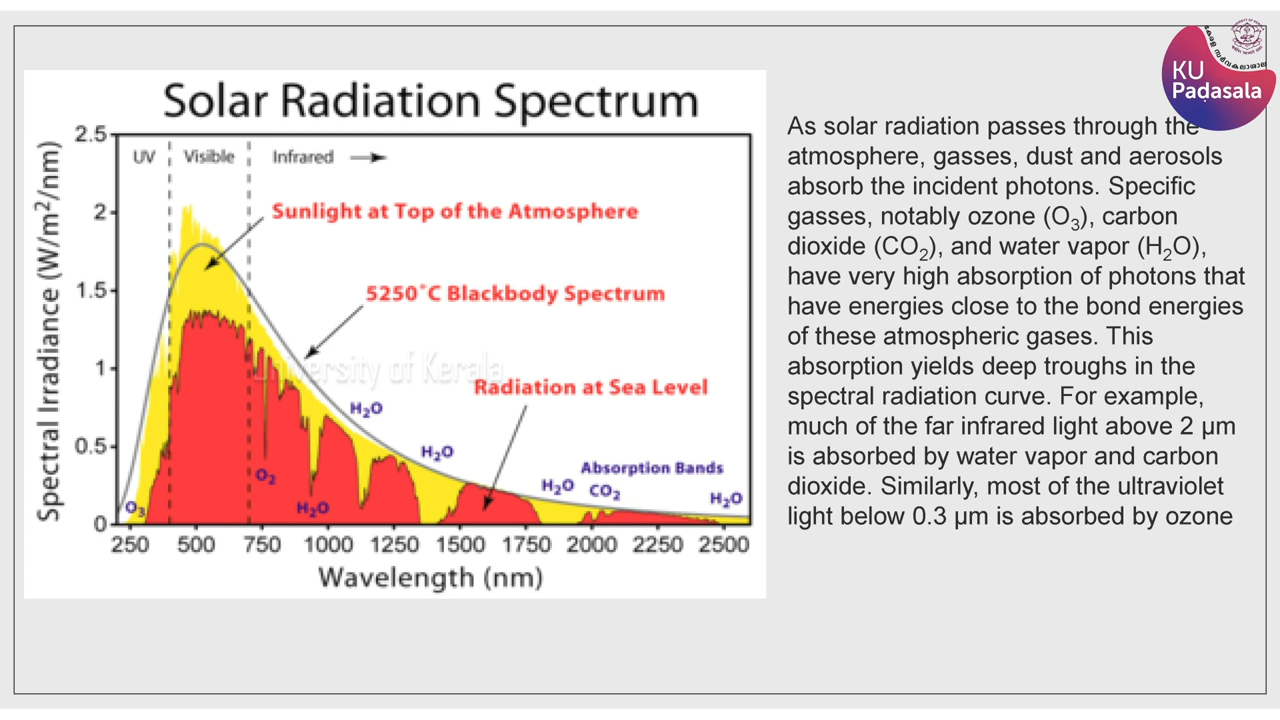 Solar Radiation Spectrum
Spectral Irradiance (W/m²/nm)
2.5
2
1.5
1
0.5
0
UV
Visible
Infrared
Sunlight at Top of the Atmosphere
5250°C Blackbody Spectrum
Radiation at Sea Level
H₂O
H₂O
Absorption Bands
H₂O
CO₂
H₂O
O₂
H₂O
O₃
250 500 750 1000 1250 1500 1750 2000 2250 2500
Wavelength (nm)
University of Kerala
KU
Paḍasala
As solar radiation passes through the
atmosphere, gasses, dust and aerosols
absorb the incident photons. Specific
gasses, notably ozone (O₃), carbon
dioxide (CO₂), and water vapor (H₂O),
have very high absorption of photons that
have energies close to the bond energies
of these atmospheric gases. This
absorption yields deep troughs in the
spectral radiation curve. For example,
much of the far infrared light above 2 μm
is absorbed by water vapor and carbon
dioxide. Similarly, most of the ultraviolet
light below 0.3 μm is absorbed by ozone